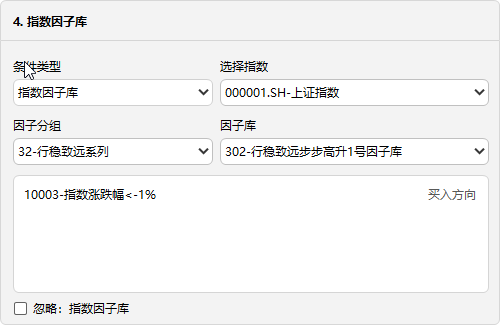 4. 指数因子库
条件类型 选择指数
指数因子库 000001.SH-上证指数
因子分组 因子库
32-行稳致远系列 302-行稳致远步步高升1号因子库
10003-指数涨跌幅<-1% 买入方向
忽略：指数因子库